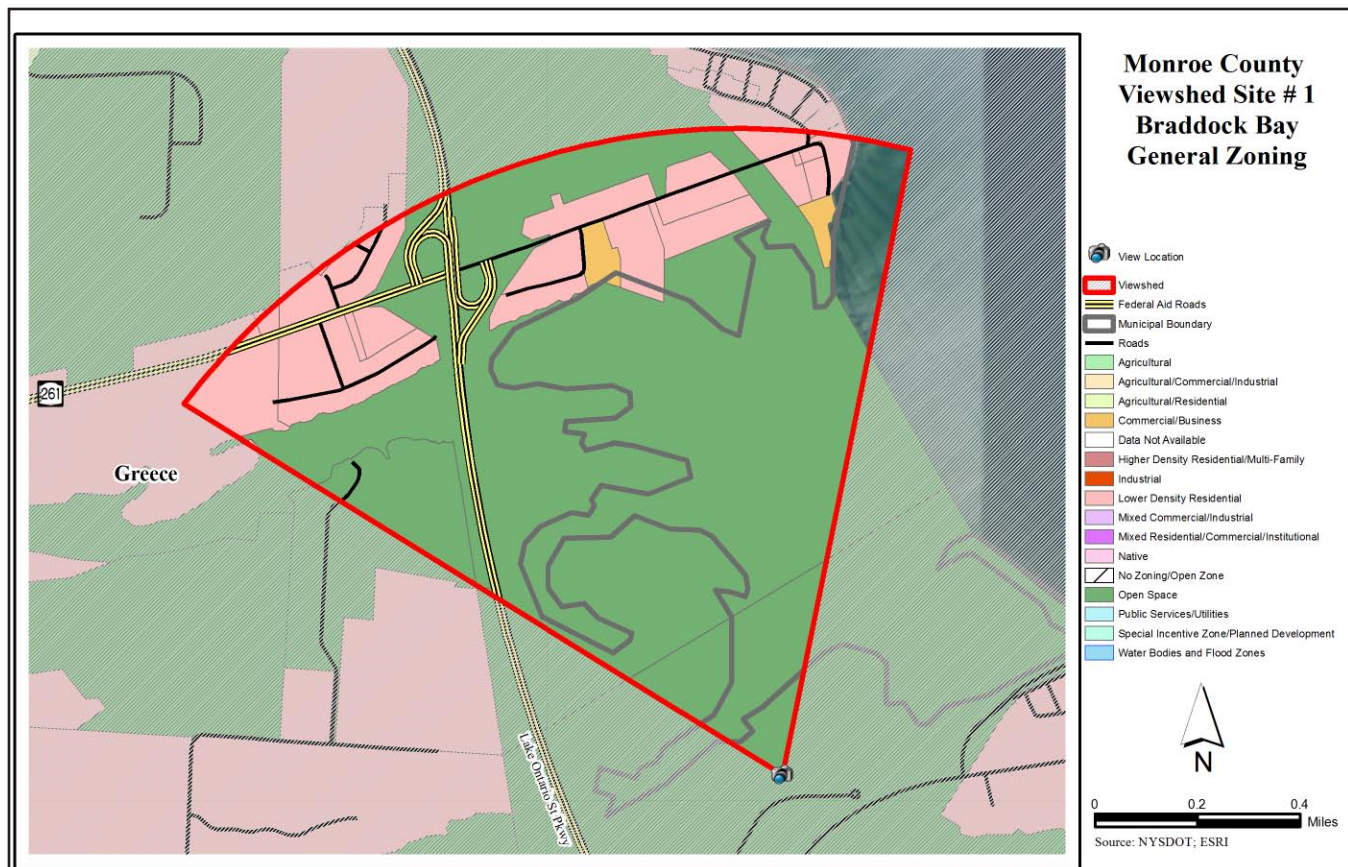 Monroe County
Viewshed Site # 1
Braddock Bay
General Zoning
View Location
Viewshed
Federal Aid Roads
Municipal Boundary
Roads
Agricultural
Agricultural/Commercial/Industrial
Agricultural/Residential
Commercial/Business
Data Not Available
Higher Density Residential/Multi-Family
Industrial
Lower Density Residential
Mixed Commercial/Industrial
Mixed Residential/Commercial/Institutional
Native
No Zoning/Open Zone
Open Space
Public Services/Utilities
Special Incentive Zone/Planned Development
Water Bodies and Flood Zones
N
0 0.2 0.4
Miles
Source: NYSDOT; ESRI
261
Greece
Lake Ontario St Pkwy